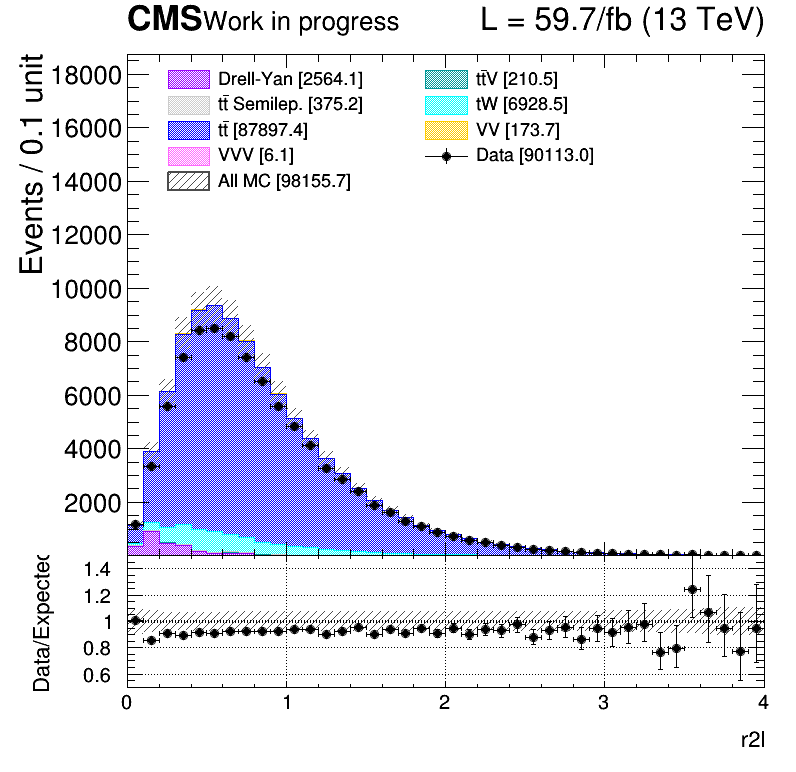 CMS Work in progress L = 59.7/fb (13 TeV)
Events / 0.1 unit
18000
16000
14000
12000
10000
8000
6000
4000
2000
Drell-Yan [2564.1]
tt̄ Semilep. [375.2]
tt̄ [87897.4]
VVV [6.1]
All MC [98155.7]
tt̄V [210.5]
tW [6928.5]
VV [173.7]
Data [90113.0]
Data/Expected
1.4
1.2
1
0.8
0.6
0 1 2 3 4
r2l